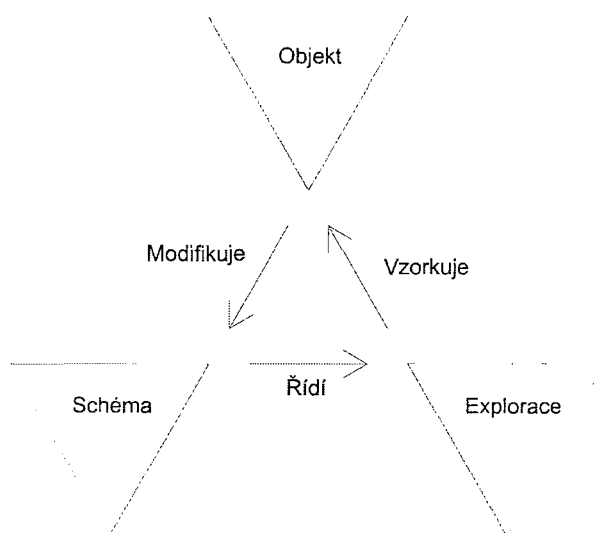 Objekt
Modifikuje
Vzorkuje
Řídí
Schéma
Explorace